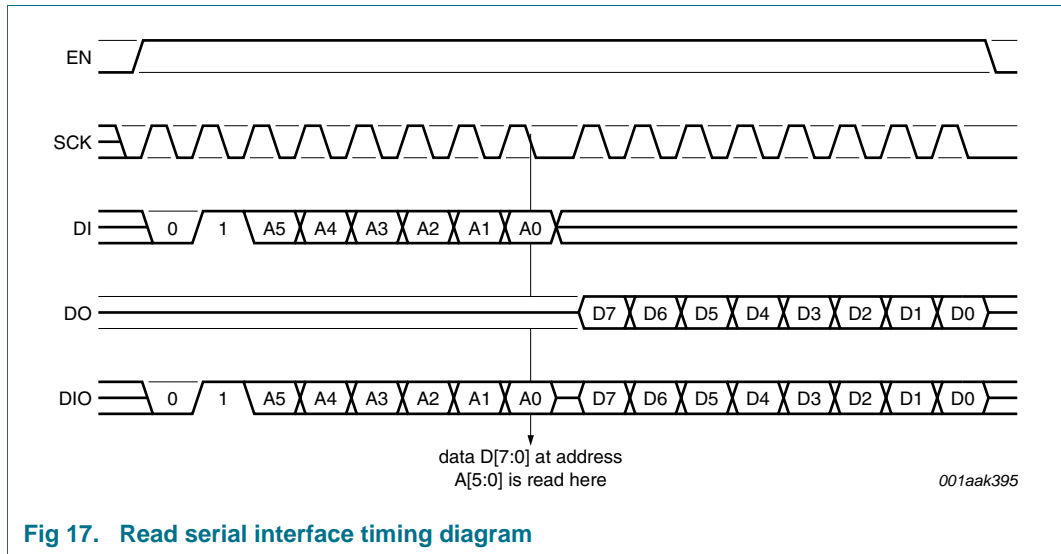 EN
SCK
DI 0 1 A5 A4 A3 A2 A1 A0
DO D7 D6 D5 D4 D3 D2 D1 D0
DIO 0 1 A5 A4 A3 A2 A1 A0 D7 D6 D5 D4 D3 D2 D1 D0
data D[7:0] at address
A[5:0] is read here
001aak395
Fig 17. Read serial interface timing diagram